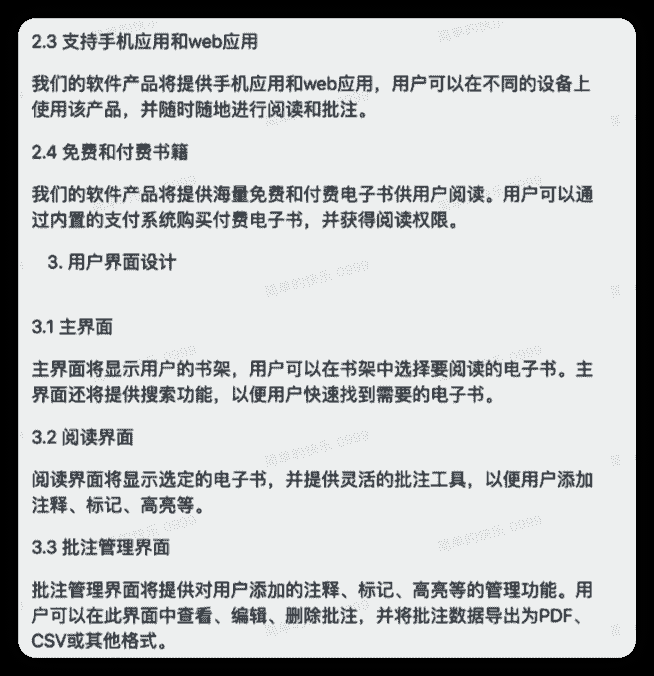 2.3 支持手机应用和web应用
我们的软件产品将提供手机应用和web应用，用户可以在不同的设备上
使用该产品，并随时随地进行阅读和批注。
2.4 免费和付费书籍
我们的软件产品将提供海量免费和付费电子书供用户阅读。用户可以通
过内置的支付系统购买付费电子书，并获得阅读权限。
3. 用户界面设计
3.1 主界面
主界面将显示用户的书架，用户可以在书架中选择要阅读的电子书。主
界面还将提供搜索功能，以便用户快速找到需要的电子书。
3.2 阅读界面
阅读界面将显示选定的电子书，并提供灵活的批注工具，以便用户添加
注释、标记、高亮等。
3.3 批注管理界面
批注管理界面将提供对用户添加的注释、标记、高亮等的管理功能。用
户可以在此界面中查看、编辑、删除批注，并将批注数据导出为PDF、
CSV或其他格式。
简单的快乐 0999